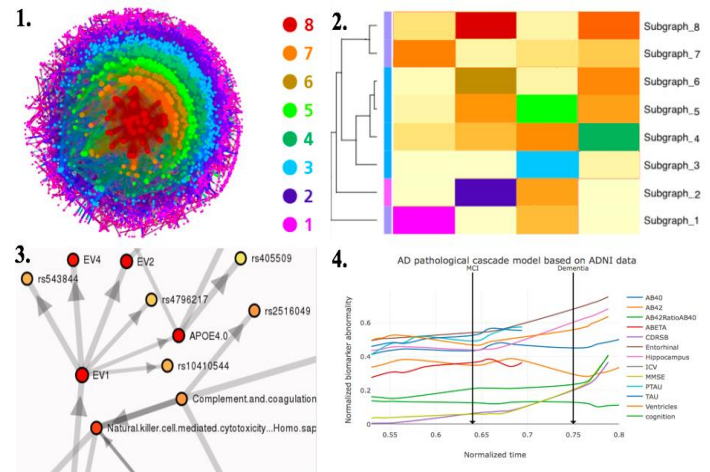 1.
8
7
6
5
4
3
2
1
2.
Subgraph_8
Subgraph_7
Subgraph_6
Subgraph_5
Subgraph_4
Subgraph_3
Subgraph_2
Subgraph_1
3.
EV4
EV2
rs405509
rs543844
rs4796217
rs2516049
APOE4.0
rs10410544
EV1
Complement.and.coagulation
Natural.killer.cell.mediated.cytotoxicity...Homo.sap
4.
AD pathological cascade model based on ADNI data
MCI
Dementia
Normalized biomarker abnormality
0.6
0.4
0.2
0
0.55
0.6
0.65
0.7
0.75
0.8
Normalized time
AB40
AB42
AB42RatioAB40
ABETA
CDRSB
Entorhinal
Hippocampus
ICV
MMSE
PTAU
TAU
Ventricles
cognition